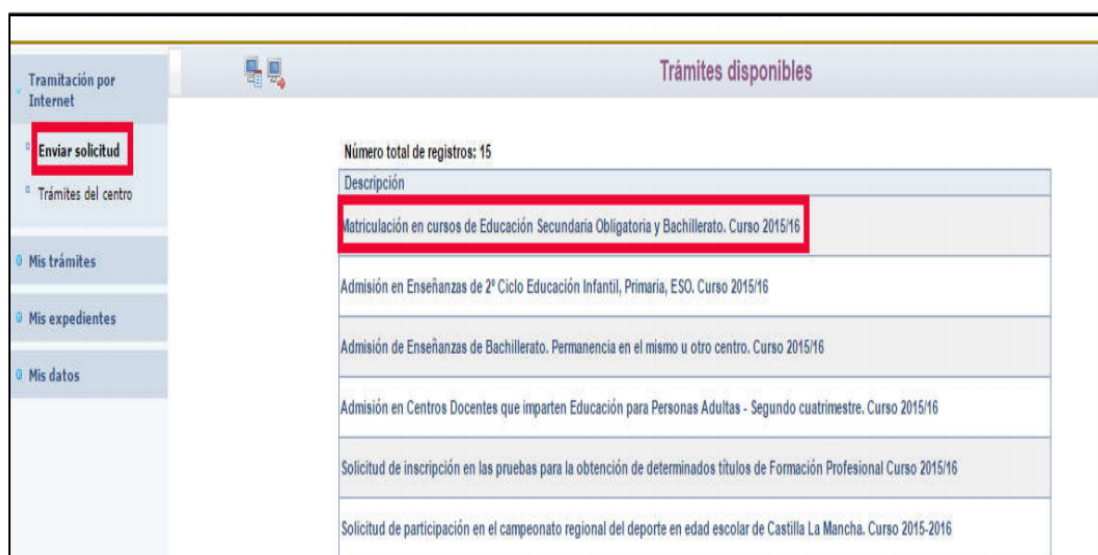 Tramitación por
Internet
Enviar solicitud
Trámites del centro
Mis trámites
Mis expedientes
Mis datos
Trámites disponibles
Número total de registros: 15
Descripción
Matriculación en cursos de Educación Secundaria Obligatoria y Bachillerato. Curso 2015/16
Admisión en Enseñanzas de 2º Ciclo Educación Infantil, Primaria, ESO. Curso 2015/16
Admisión de Enseñanzas de Bachillerato. Permanencia en el mismo u otro centro. Curso 2015/16
Admisión en Centros Docentes que imparten Educación para Personas Adultas - Segundo cuatrimestre. Curso 2015/16
Solicitud de inscripción en las pruebas para la obtención de determinados títulos de Formación Profesional Curso 2015/16
Solicitud de participación en el campeonato regional del deporte en edad escolar de Castilla La Mancha. Curso 2015-2016